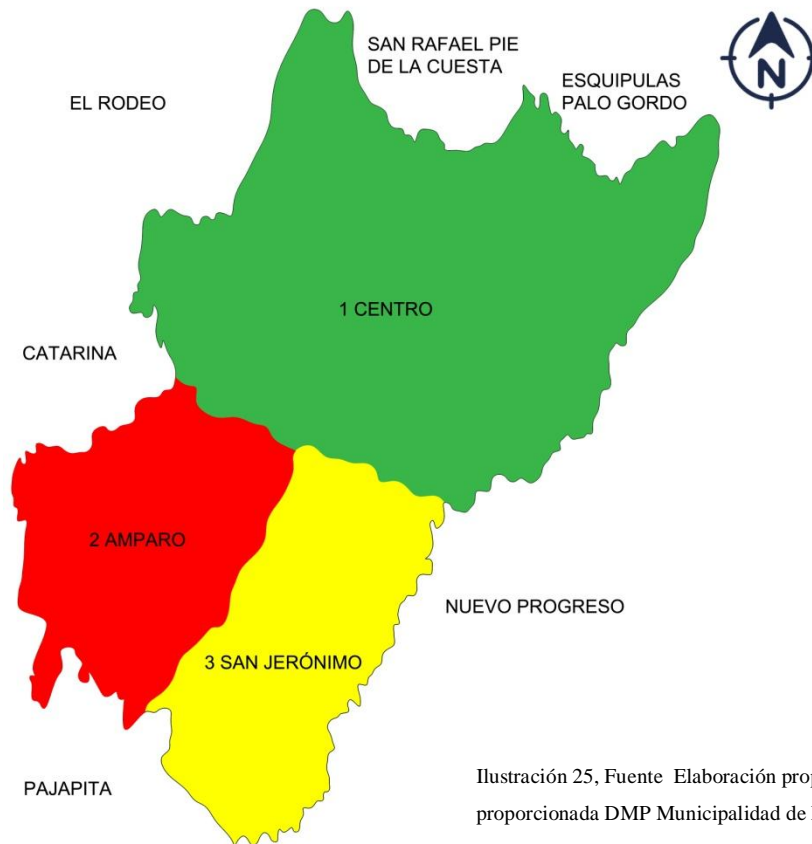 SAN RAFAEL PIE
DE LA CUESTA
N
ESQUIPULAS
PALO GORDO
EL RODEO
1 CENTRO
CATARINA
2 AMPARO
NUEVO PROGRESO
3 SAN JERÓNIMO
PAJAPITA
Ilustración 25, Fuente Elaboración
proporcionada DMP Municipalidad de